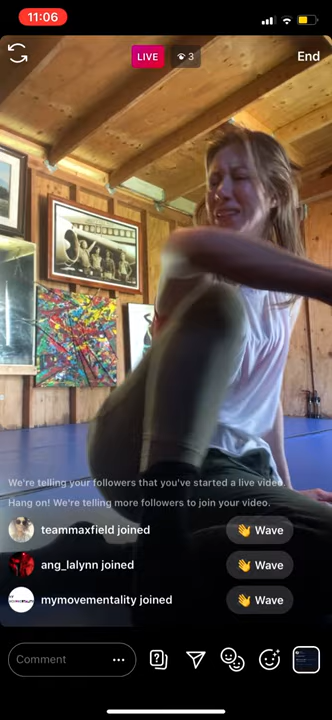 11:06
LIVE 3 End
We're telling your followers that you've started a live video.
Hang on! We're telling more followers to join your video.
teammaxfield joined 👋 Wave
ang_lalynn joined 👋 Wave
mymovementality joined 👋 Wave
Comment